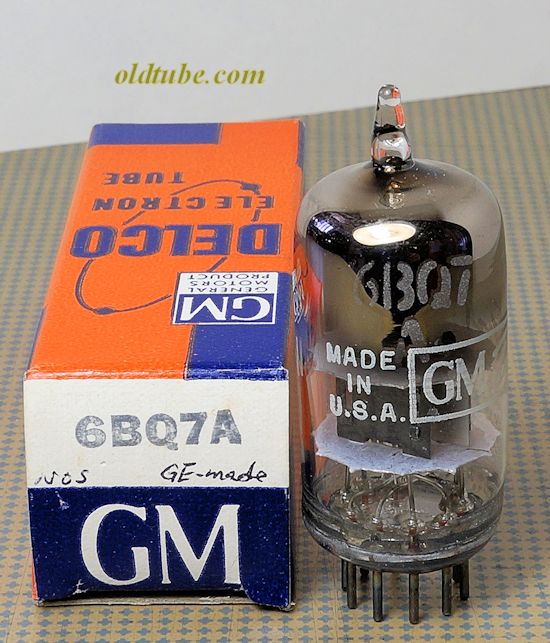 oldtube.com
DELCO
ELECTRON
TUBE
GM
GENERAL
MOTORS
PRODUCT
6BQ7A
NOS GE-made
GM
6BQ7
A
MADE
IN
U.S.A.
GM